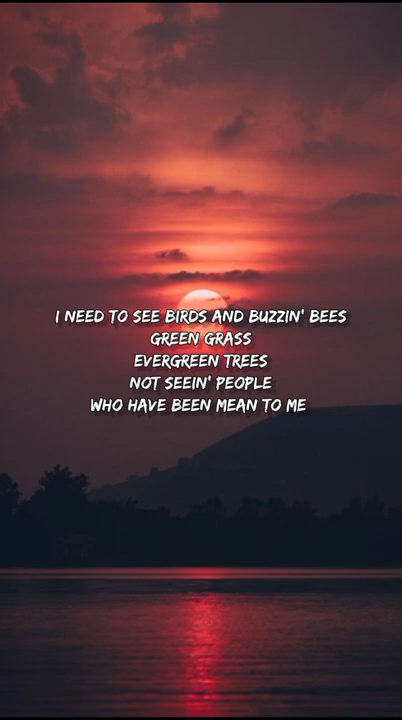 I NEED TO SEE BIRDS AND BUZZIN' BEES
GREEN GRASS
EVERGREEN TREES
NOT SEEIN' PEOPLE
WHO HAVE BEEN MEAN TO ME